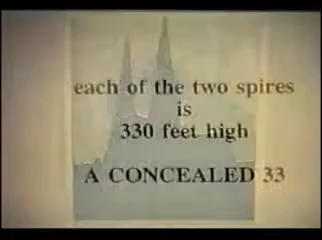 each of the two spires
is
330 feet high
A CONCEALED 33